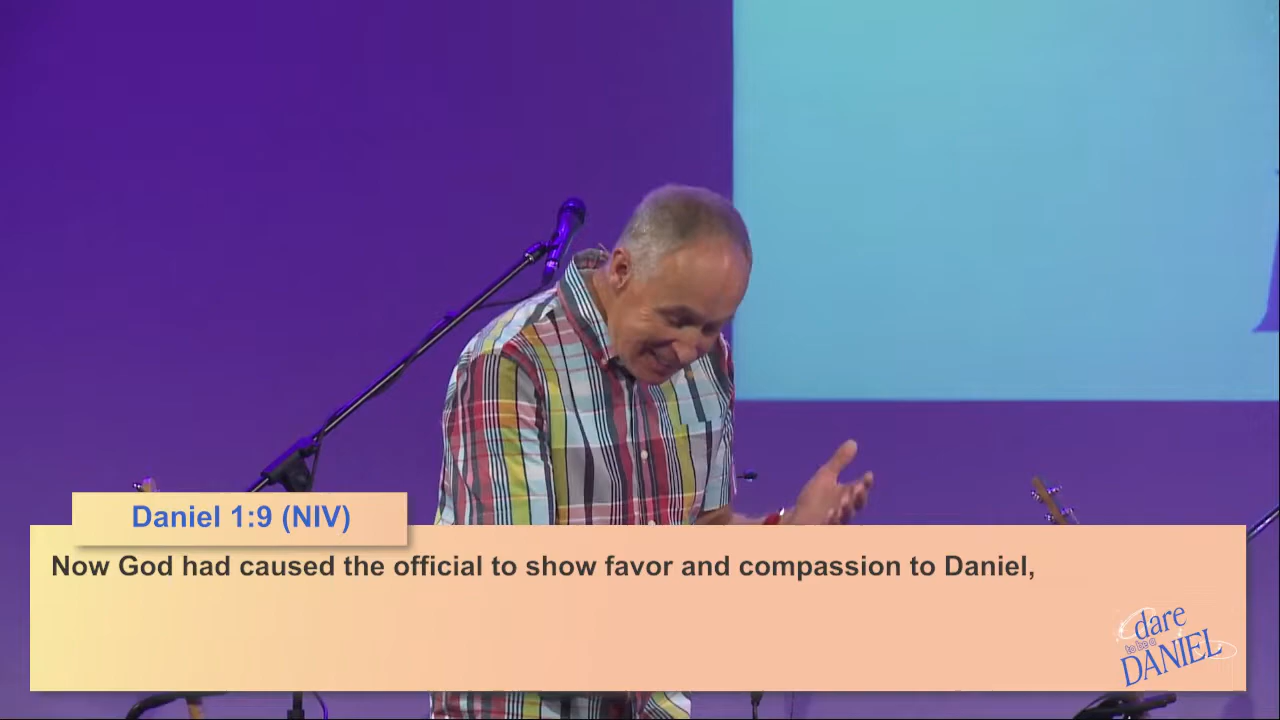 Daniel 1:9 (NIV)
Now God had caused the official to show favor and compassion to Daniel,
dare
to be a
DANIEL